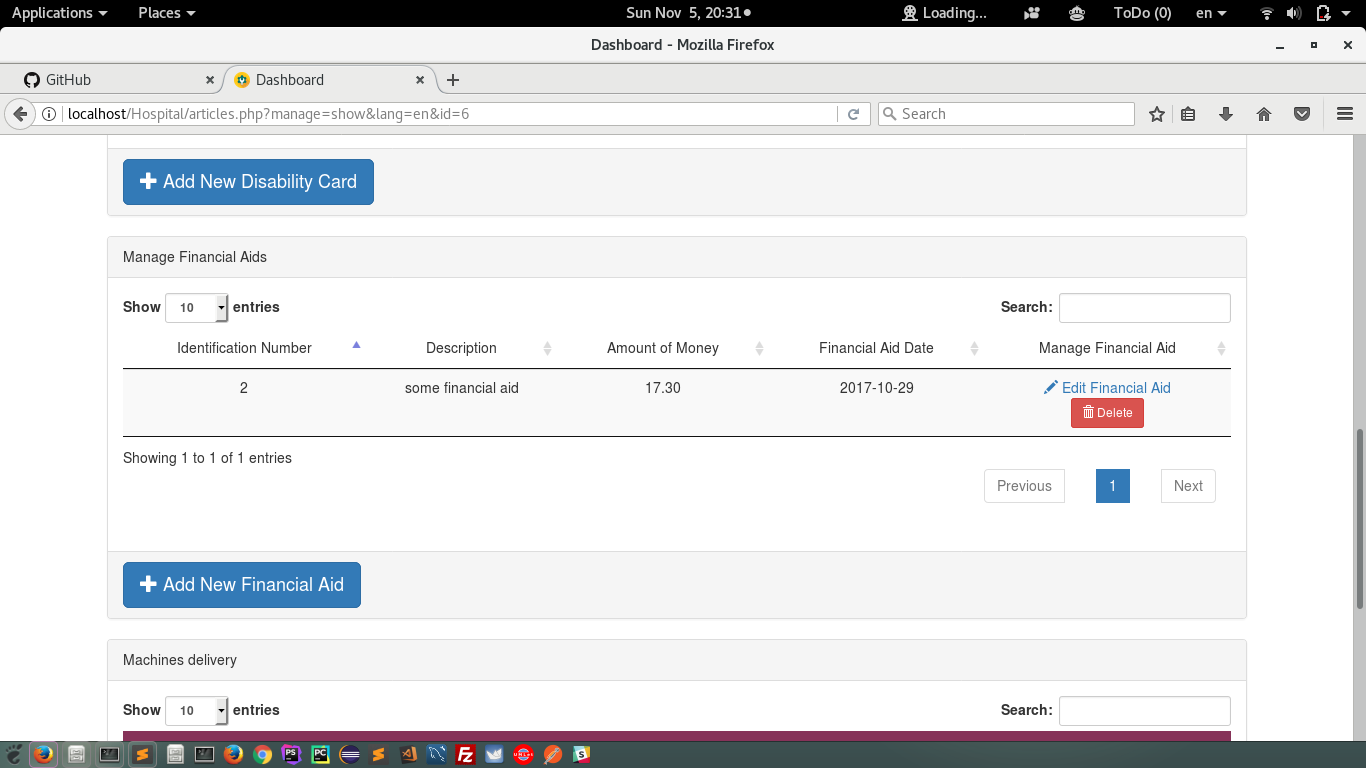 Applications Places Sun Nov 5, 20:31 Loading... ToDo (0) en
Dashboard - Mozilla Firefox
GitHub Dashboard
localhost/Hospital/articles.php?manage=show&lang=en&id=6 Search
Add New Disability Card
Manage Financial Aids
Show 10 entries Search:
Identification Number Description Amount of Money Financial Aid Date Manage Financial Aid
2 some financial aid 17.30 2017-10-29 Edit Financial Aid
Delete
Showing 1 to 1 of 1 entries
Previous 1 Next
Add New Financial Aid
Machines delivery
Show 10 entries Search:
PS PC